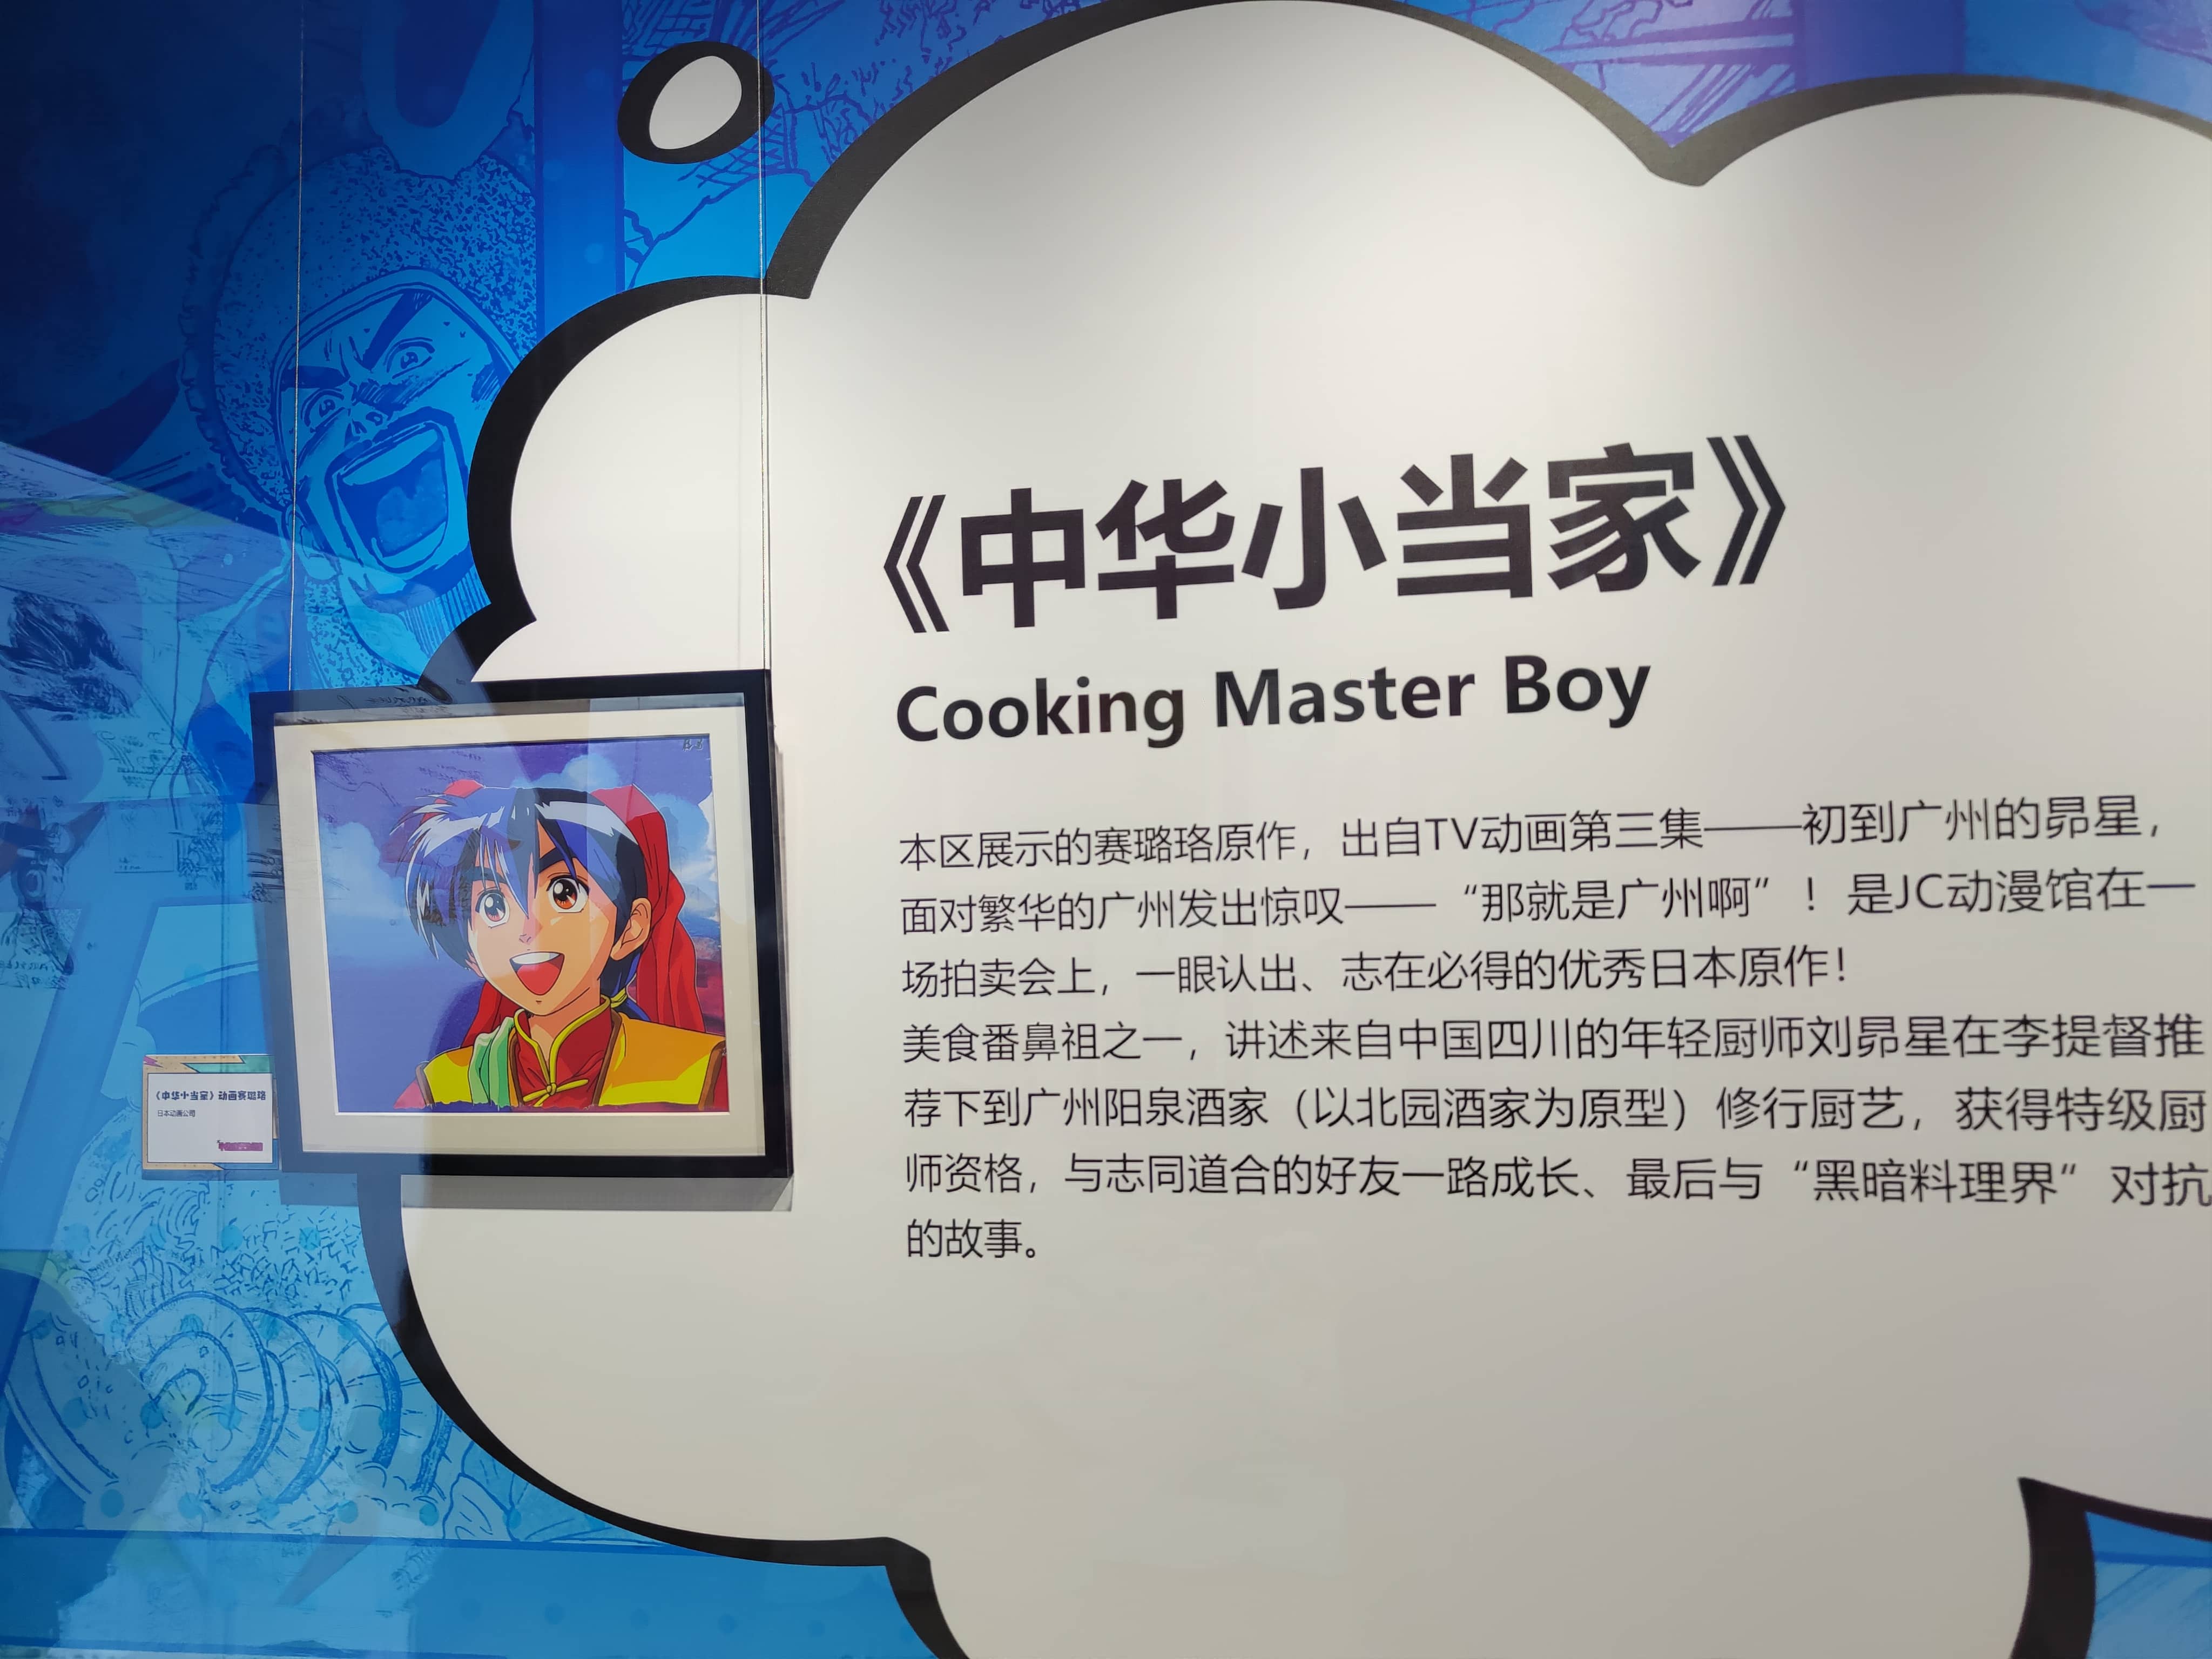 《中华小当家》
Cooking Master Boy
本区展示的赛璐珞原作，出自TV动画第三集——初到广州的昴星，
面对繁华的广州发出惊叹——“那就是广州啊”！是JC动漫馆在一
场拍卖会上，一眼认出、志在必得的优秀日本原作！
美食番鼻祖之一，讲述来自中国四川的年轻厨师刘昴星在李提督推
荐下到广州阳泉酒家（以北园酒家为原型）修行厨艺，获得特级厨
师资格，与志同道合的好友一路成长、最后与“黑暗料理界“对抗
的故事。
《中华小当家》动画赛璐珞
日本动画公司